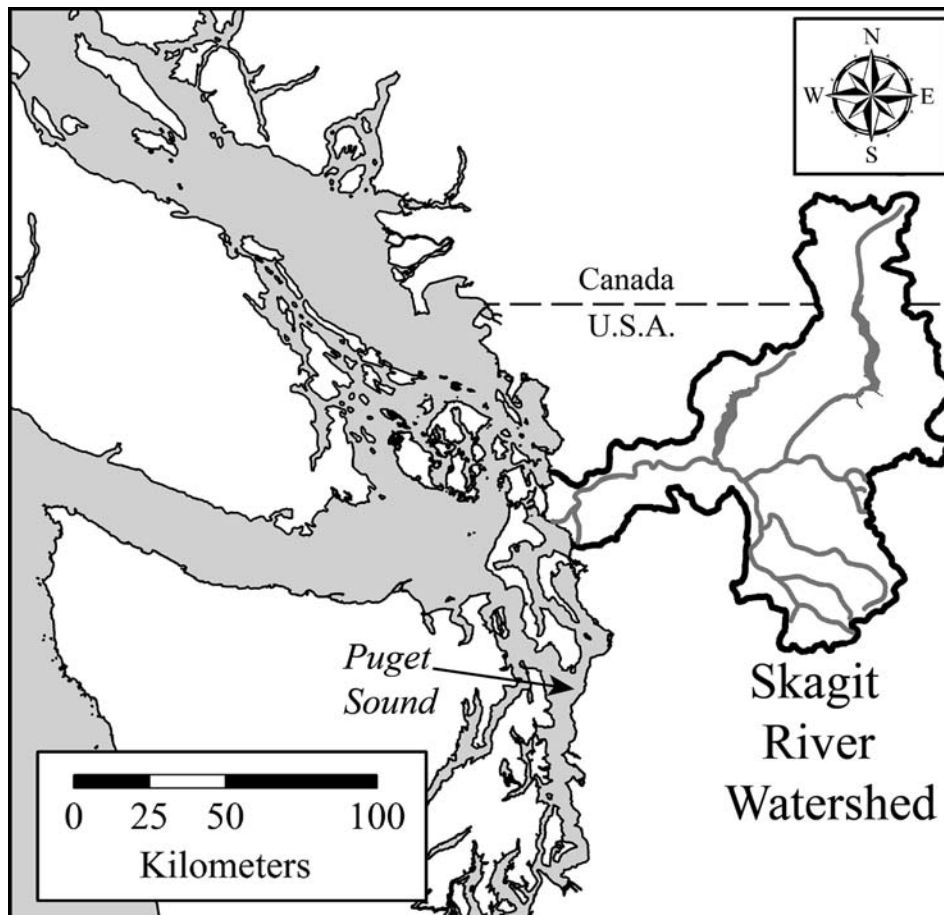 N
W
E
S
Canada
U.S.A.
Puget
Sound
Skagit
River
Watershed
0
25
50
100
Kilometers